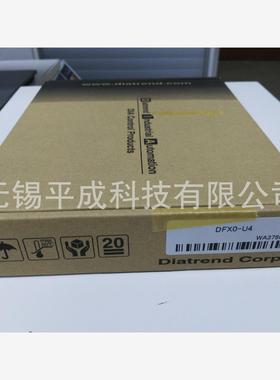 www.diatrend.com
Diatrend Industrial Automation
DIA Control Products
无锡平成科技有限公司
DFX0-U4
WA276
20
Diatrend Corp